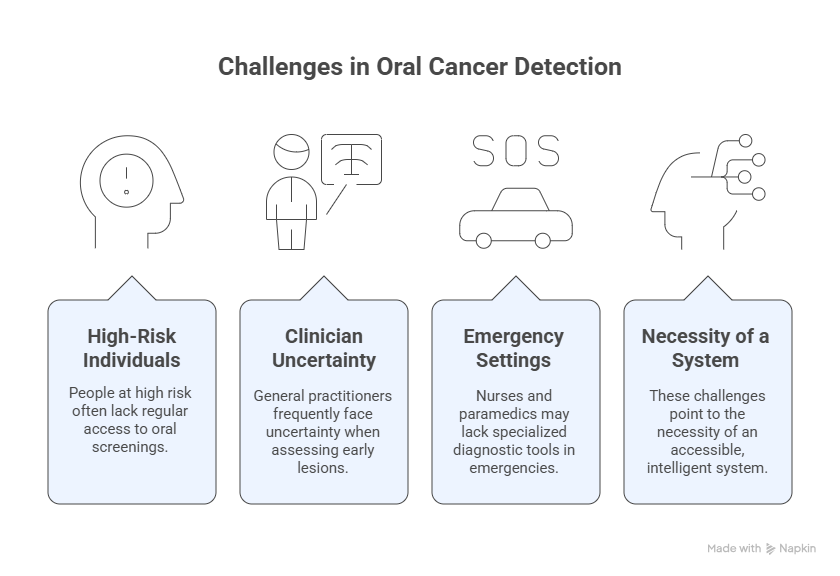 Challenges in Oral Cancer Detection
SOS
High-Risk
Individuals
People at high risk
often lack regular
access to oral
screenings.
Clinician
Uncertainty
General practitioners
frequently face
uncertainty when
assessing early
lesions.
Emergency
Settings
Nurses and
paramedics may
lack specialized
diagnostic tools in
emergencies.
Necessity of a
System
These challenges
point to the
necessity of an
accessible,
intelligent system.
Made with Napkin